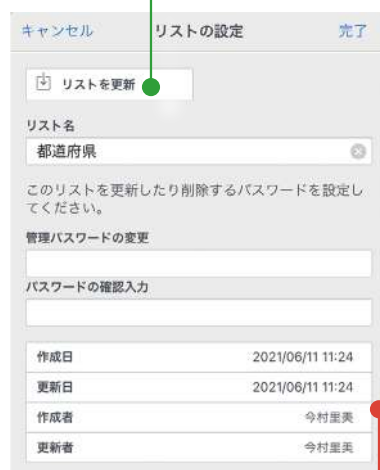 キャンセル リストの設定 完了
リストを更新
リスト名
都道府県
このリストを更新したり削除するパスワードを設定し
てください。
管理パスワードの変更
パスワードの確認入力
作成日 2021/06/11 11:24
更新日 2021/06/11 11:24
作成者 今村里美
更新者 今村里美